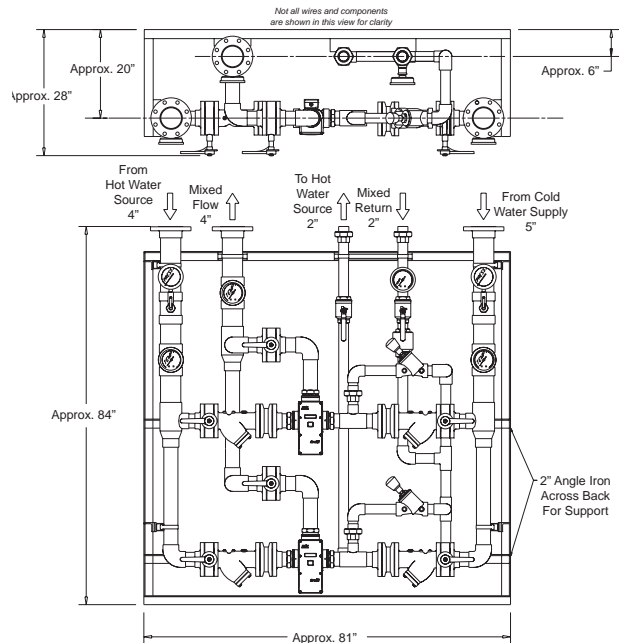 Not all wires and components
are shown in this view for clarity
Approx. 20"
Approx. 6"
Approx. 28"
From
Hot Water
Source
4"
Mixed
Flow
4"
To Hot
Water
Source
2"
Mixed
Return
2"
From Cold
Water Supply
5"
Approx. 84"
2" Angle Iron
Across Back
For Support
Approx. 81"